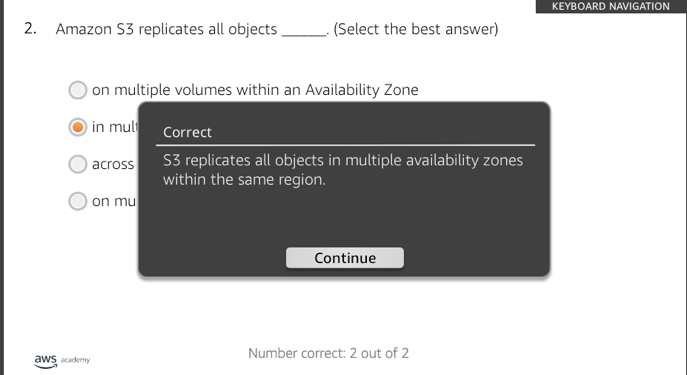 KEYBOARD NAVIGATION
2. Amazon S3 replicates all objects ______. (Select the best answer)
on multiple volumes within an Availability Zone
in mult
across
on mu
Correct
S3 replicates all objects in multiple availability zones
within the same region.
Continue
Number correct: 2 out of 2
aws academy